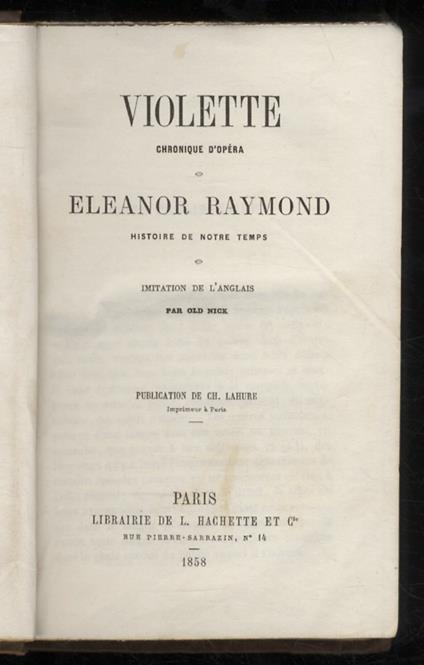 VIOLETTE
CHRONIQUE D'OPÉRA
ELEANOR RAYMOND
HISTOIRE DE NOTRE TEMPS
IMITATION DE L'ANGLAIS
PAR OLD NICK
PUBLICATION DE CH. LAHURE
Imprimeur à Paris
PARIS
LIBRAIRIE DE L. HACHETTE ET Cie
RUE PIERRE-SARRAZIN, N° 14
1858